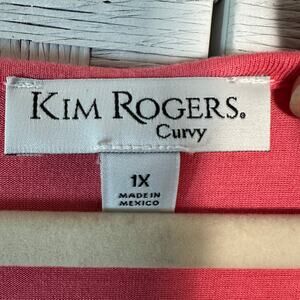 KIM ROGERS®
Curvy
1X
MADE IN
MEXICO